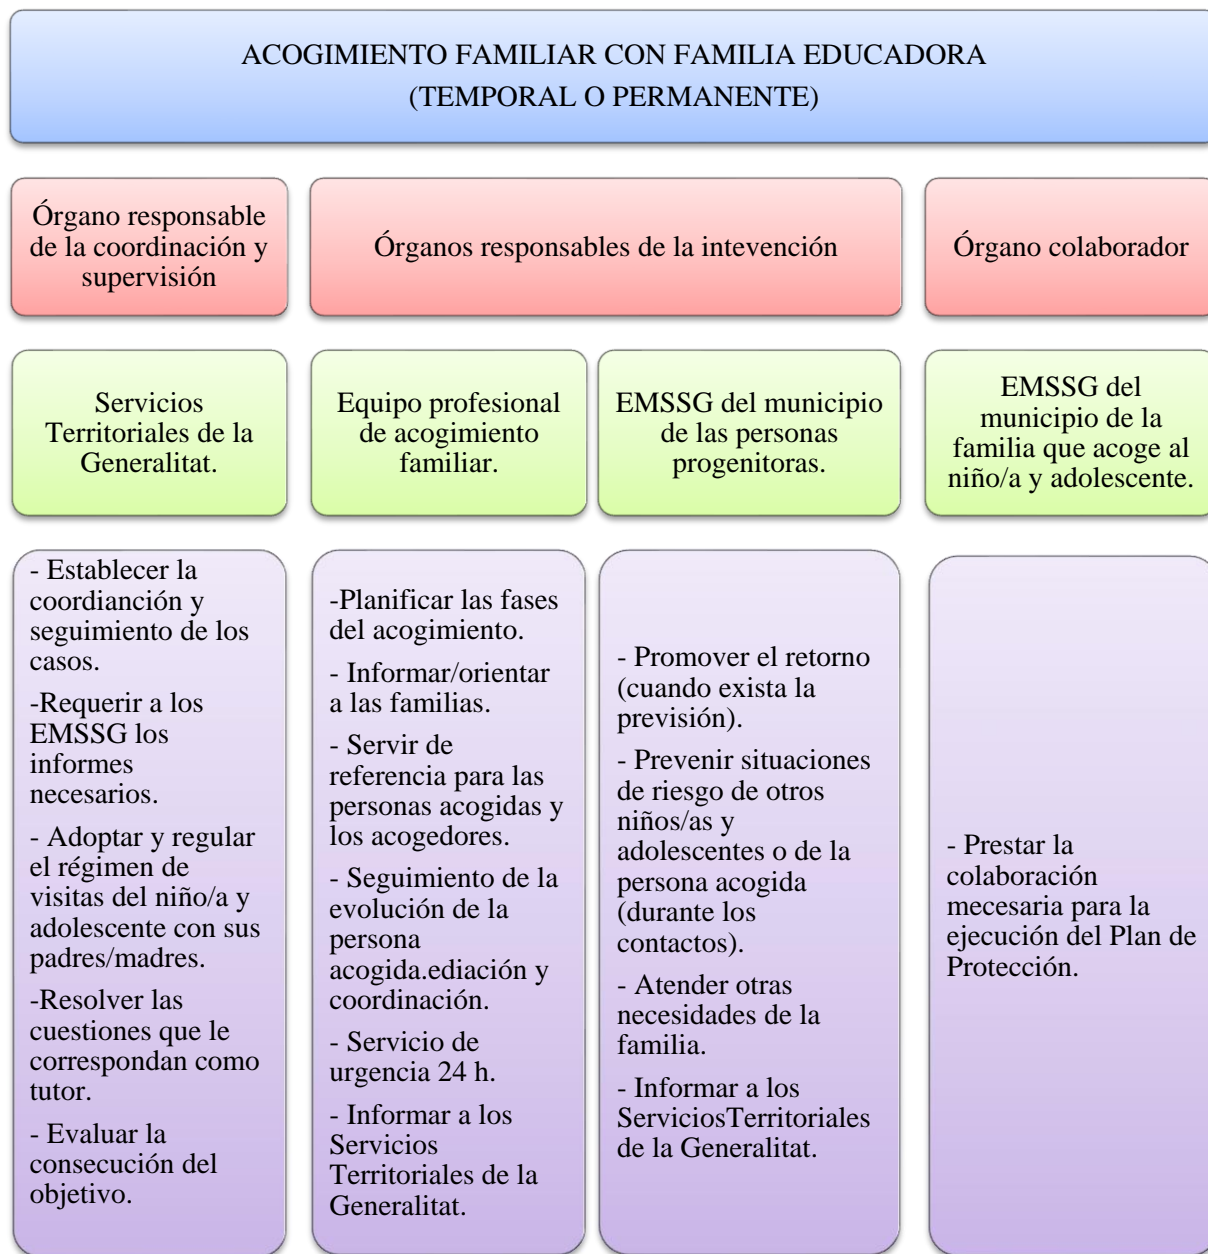 ACOGIMIENTO FAMILIAR CON FAMILIA EDUCADORA
(TEMPORAL O PERMANENTE)
Órgano responsable
de la coordinación y
supervisión
Órganos responsables de la intevención
Órgano colaborador
Servicios
Territoriales de la
Generalitat.
Equipo profesional
de acogimiento
familiar.
EMSSG del municipio
de las personas
progenitoras.
EMSSG del
municipio de la
familia que acoge al
niño/a y adolescente.
- Establecer la
coordianción y
seguimiento de los
casos.
-Requerir a los
EMSSG los
informes
necesarios.
- Adoptar y regular
el régimen de
visitas del niño/a y
adolescente con sus
padres/madres.
-Resolver las
cuestiones que le
correspondan como
tutor.
- Evaluar la
consecución del
objetivo.
-Planificar las fases
del acogimiento.
- Informar/orientar
a las familias.
- Servir de
referencia para las
personas acogidas y
los acogedores.
- Seguimiento de la
evolución de la
persona
acogida.ediación y
coordinación.
- Servicio de
urgencia 24 h.
- Informar a los
Servicios
Territoriales de la
Generalitat.
- Promover el retorno
(cuando exista la
previsión).
- Prevenir situaciones
de riesgo de otros
niños/as y
adolescentes o de la
persona acogida
(durante los
contactos).
- Atender otras
necesidades de la
familia.
- Informar a los
ServiciosTerritoriales
de la Generalitat.
- Prestar la
colaboración
mecesaria para la
ejecución del Plan de
Protección.